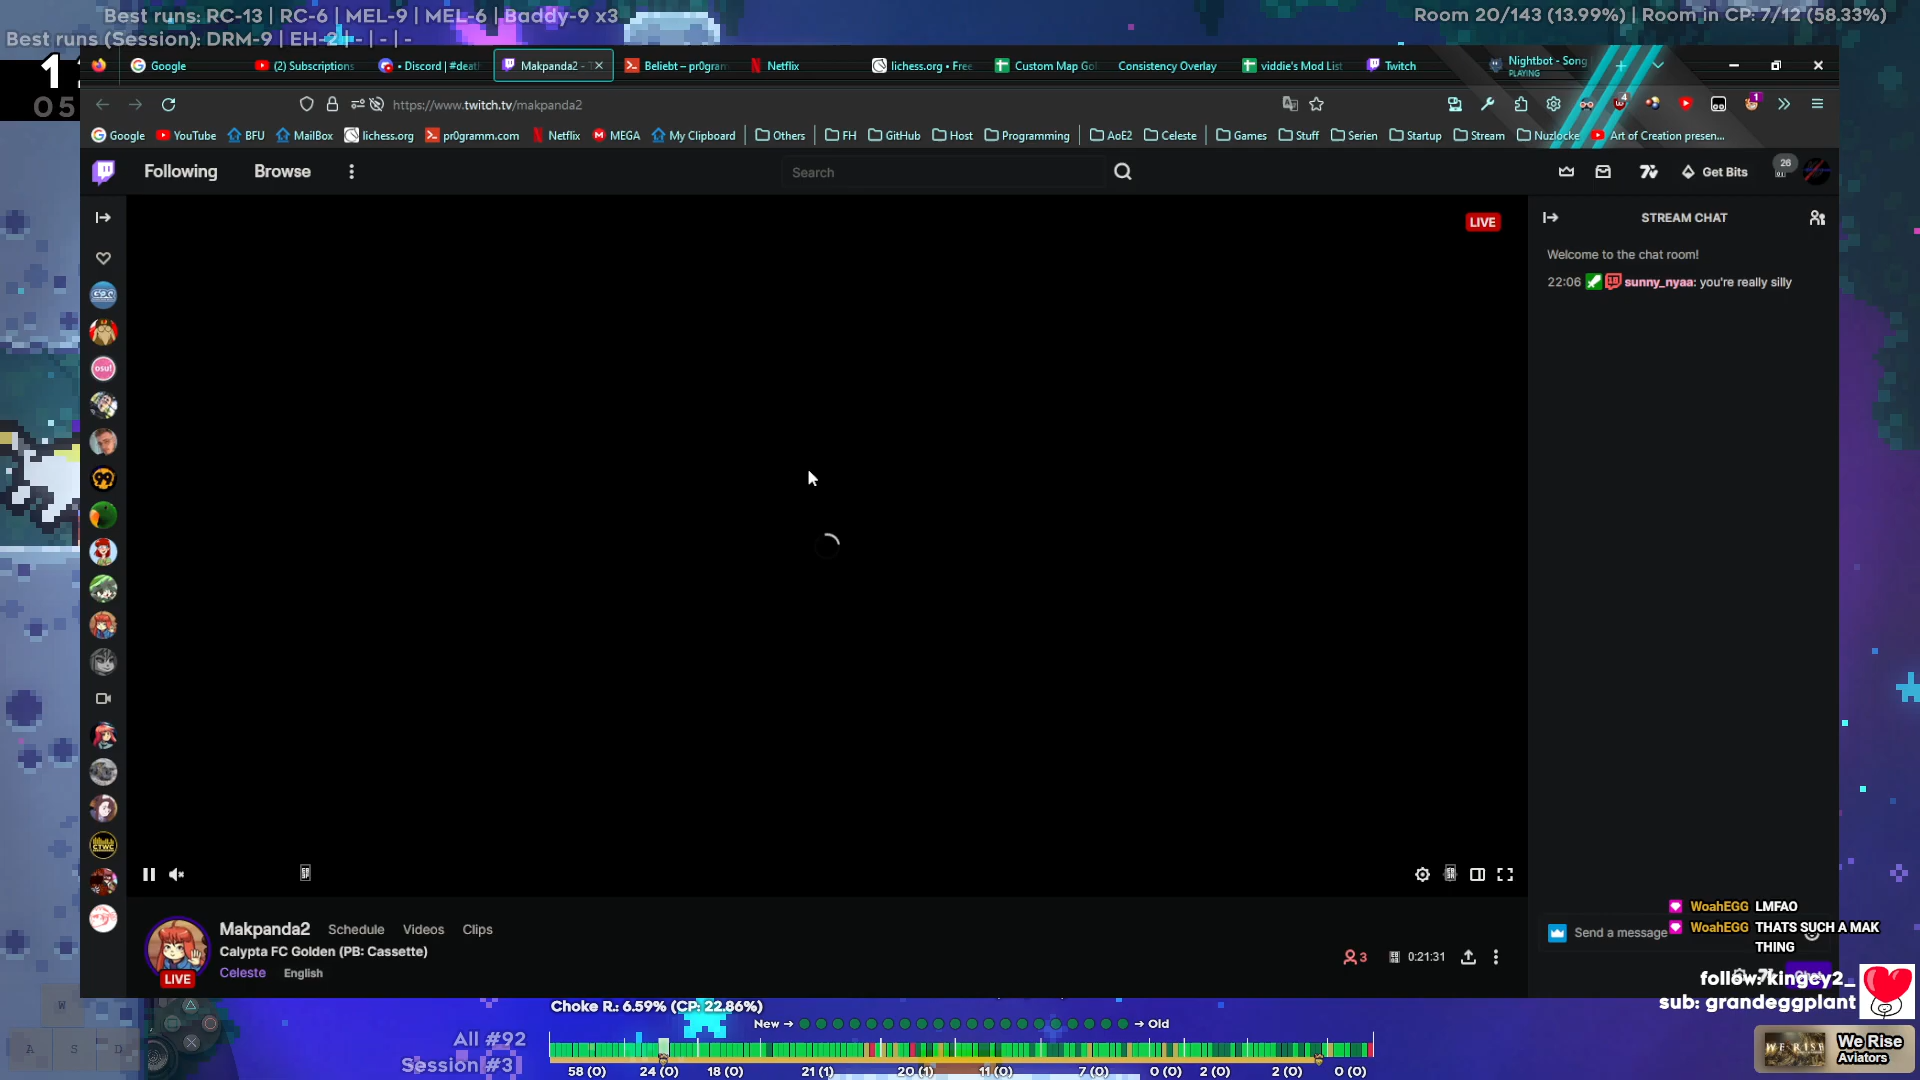 Best runs: RC-13 | RC-6 | MEL-9 | MEL-6 | Baddy-9 x3
Room 20/143 (13.99%) | Room in CP: 7/12 (58.33%)
Best runs (Session): DRM-9 | EH-2 | - | - | -
Google
(2) Subscriptions
• Discord | #deat
Makpanda2 -
Beliebt – pr0gram
Netflix
lichess.org • Free
Custom Map Gol
Consistency Overlay
viddie's Mod List
Twitch
Nightbot - Song
PLAYING
https://www.twitch.tv/makpanda2
4
1
Google
YouTube
BFU
MailBox
lichess.org
pr0gramm.com
Netflix
MEGA
My Clipboard
Others
FH
GitHub
Host
Programming
AoE2
Celeste
Games
Stuff
Serien
Startup
Stream
Nuzlocke
Art of Creation presen...
Following
Browse
Search
Get Bits
26
LIVE
STREAM CHAT
Welcome to the chat room!
22:06 sunny_nyaa: you're really silly
osu!
Makpanda2
Schedule
Videos
Clips
Calypta FC Golden (PB: Cassette)
LIVE
Celeste
English
3
0:21:31
Send a message
WoahEGG LMFAO
WoahEGG THATS SUCH A MAK
THING
follow: kingcy2_
sub: grandeggplant
Choke R.: 6.59% (CP: 22.86%)
New → → Old
All #92
Session #3
58 (0)
24 (0)
18 (0)
21 (1)
20 (1)
11 (0)
7 (0)
0 (0)
2 (0)
2 (0)
0 (0)
W
A
S
D
WE RISE
We Rise
Aviators